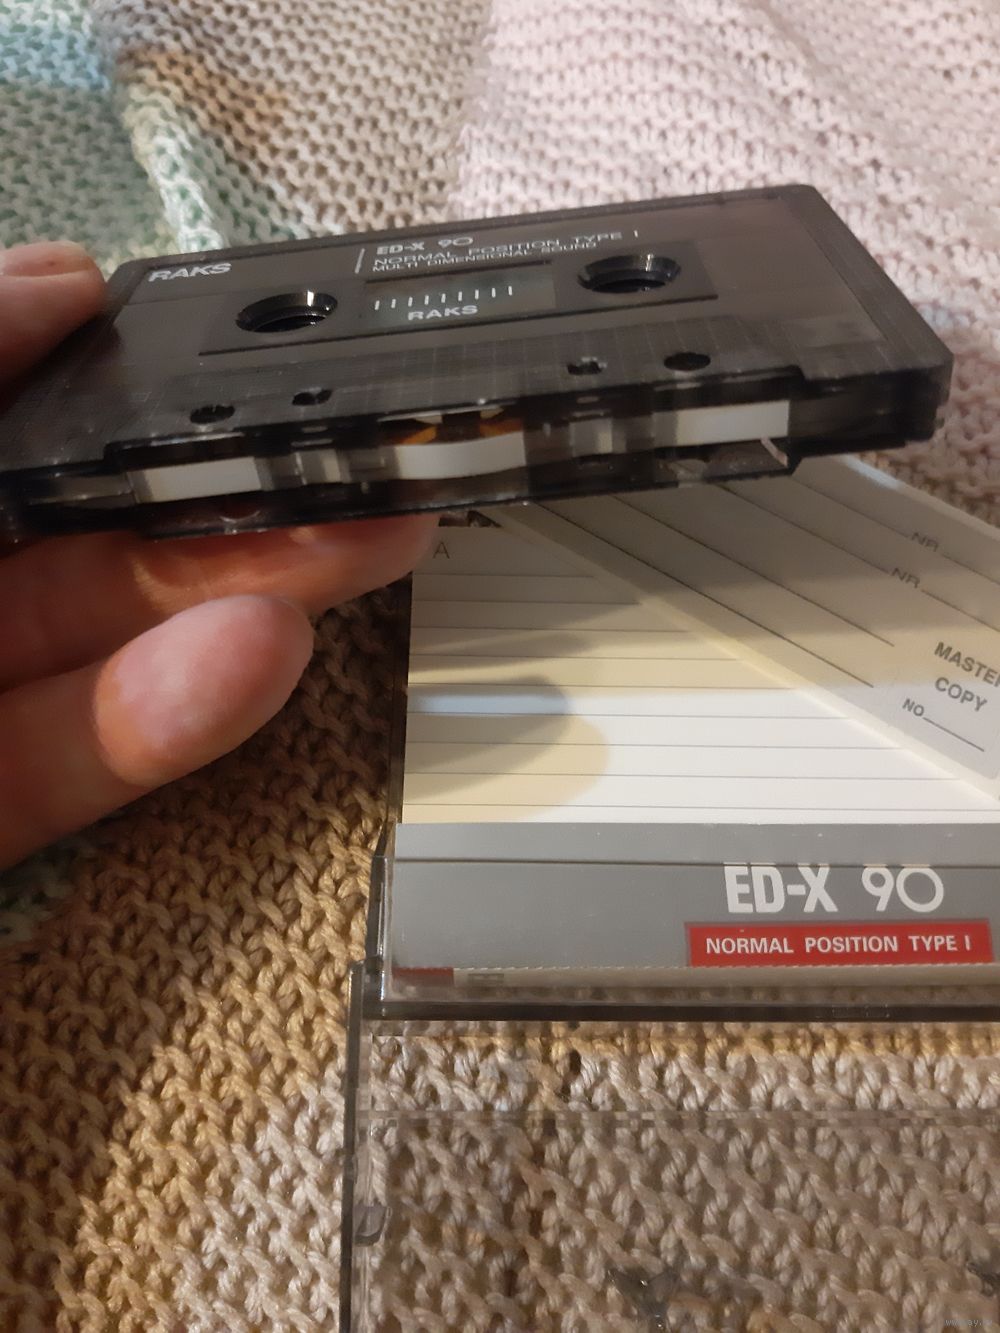 RAKS
ED-X 90
NORMAL POSITION TYPE I
MULTI DIMENSIONAL SOUND
RAKS
A
NR
NR
MASTER
COPY
NO
ED-X 90
NORMAL POSITION TYPE I